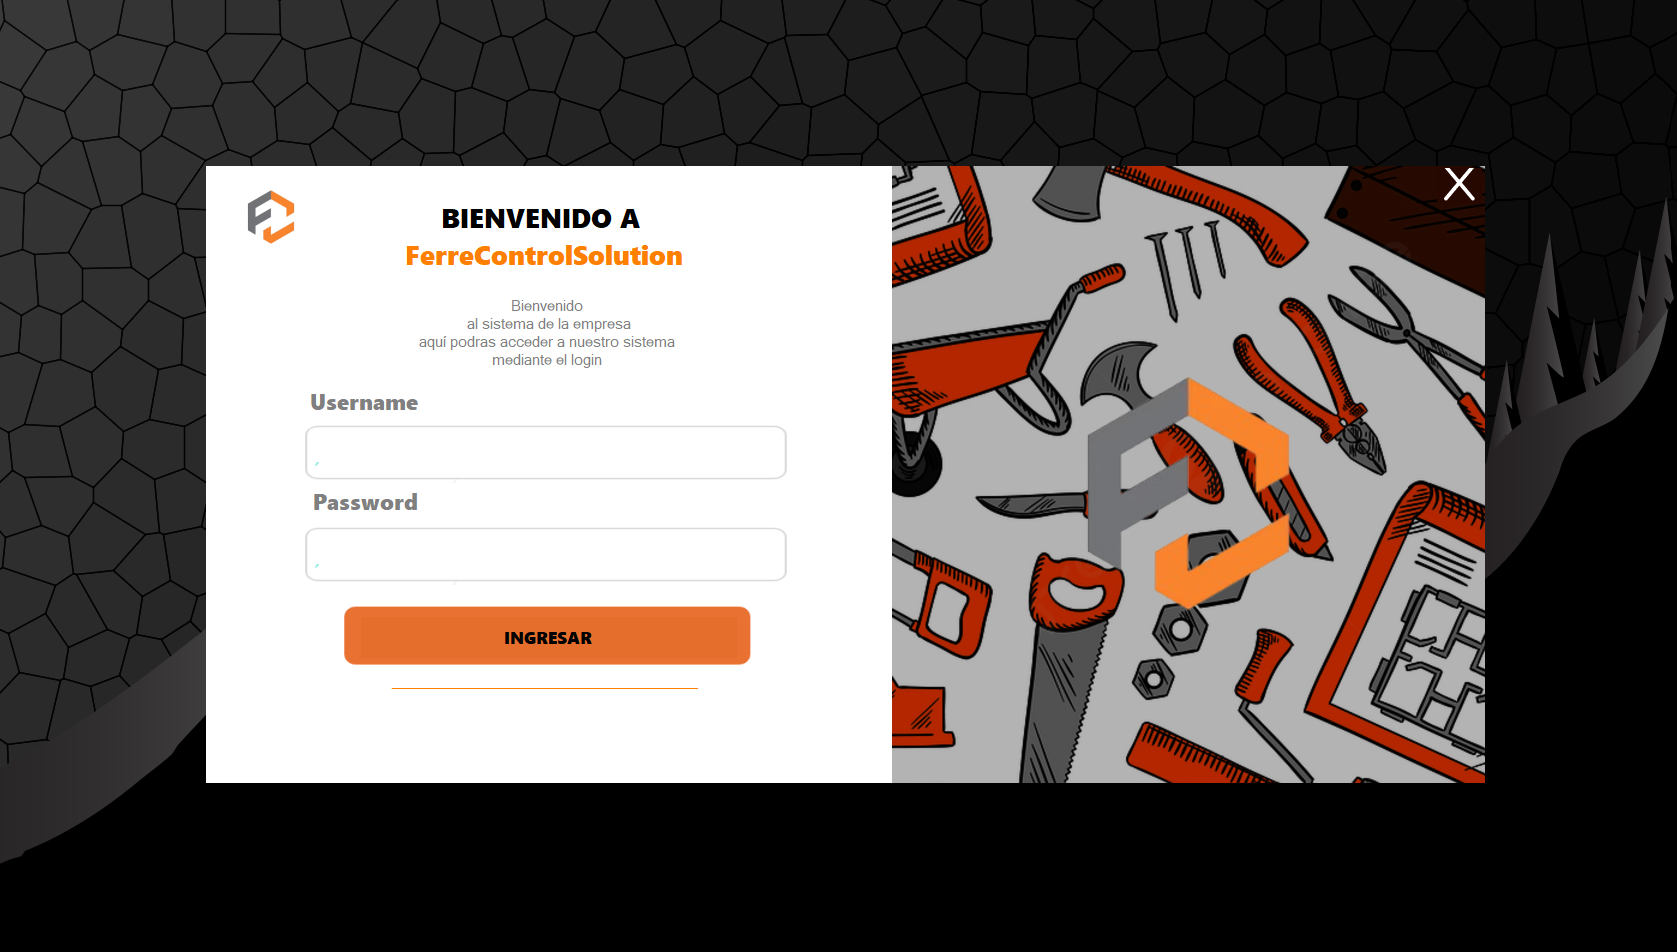 BIENVENIDO A
FerreControlSolution
Bienvenido
al sistema de la empresa
aquí podras acceder a nuestro sistema
mediante el login
Username
Password
INGRESAR
X